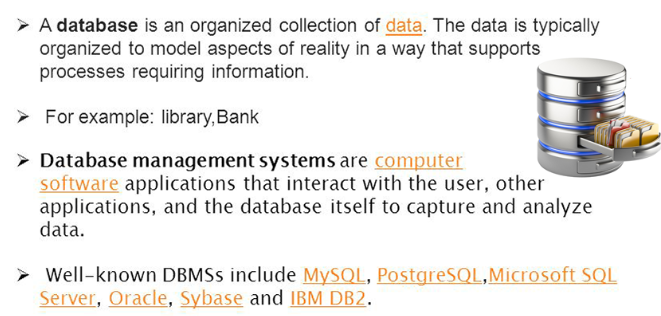 ➢ A database is an organized collection of data. The data is typically
organized to model aspects of reality in a way that supports
processes requiring information.
➢ For example: library,Bank
➢ Database management systems are computer
software applications that interact with the user, other
applications, and the database itself to capture and analyze
data.
➢ Well-known DBMSs include MySQL, PostgreSQL,Microsoft SQL
Server, Oracle, Sybase and IBM DB2.